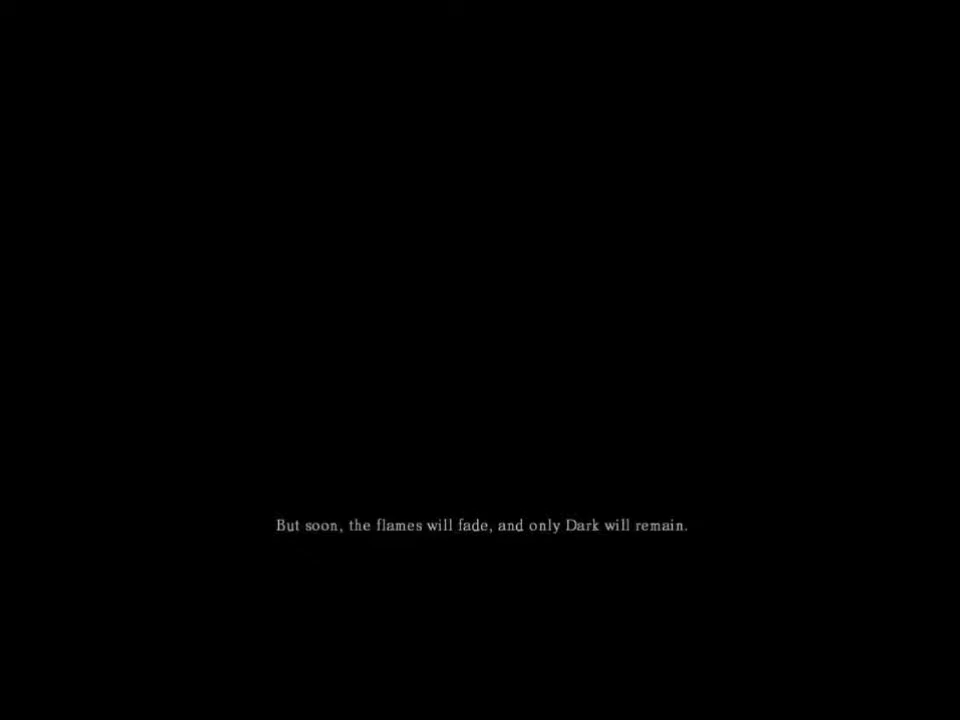 But soon, the flames will fade, and only Dark will remain.